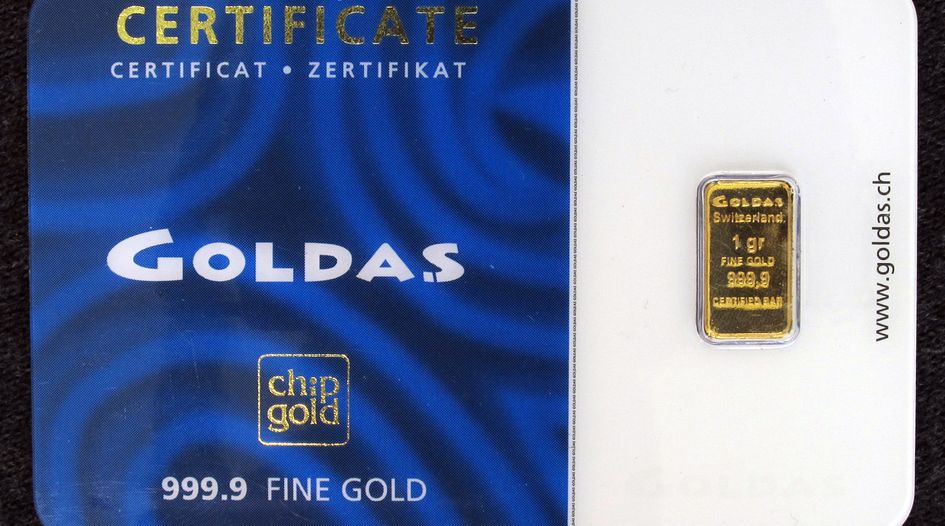 CERTIFICATE
CERTIFICAT • ZERTIFIKAT
GOLDAS
chip
gold
999.9 FINE GOLD
GOLDAS
Switzerland
1 gr
FINE GOLD
999,9
CERTIFIED BAR
www.goldas.ch